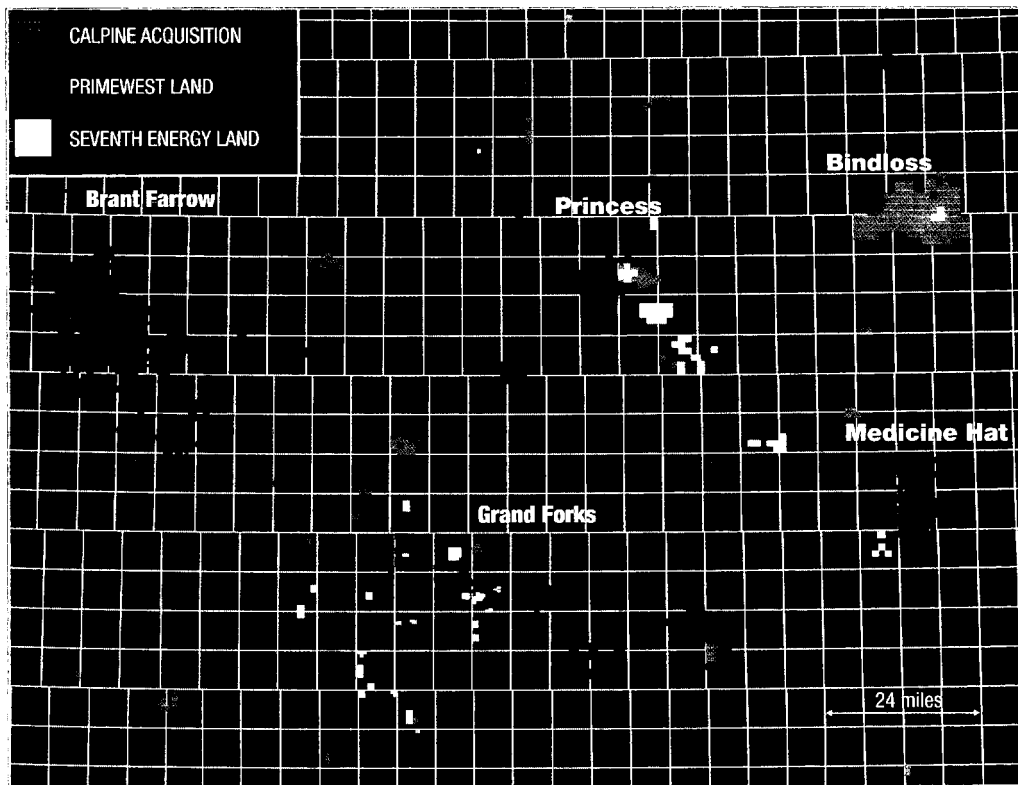 CALPINE ACQUISITION
PRIMEWEST LAND
SEVENTH ENERGY LAND
Bindloss
Brant Farrow
Princess
Medicine Hat
Grand Forks
24 miles